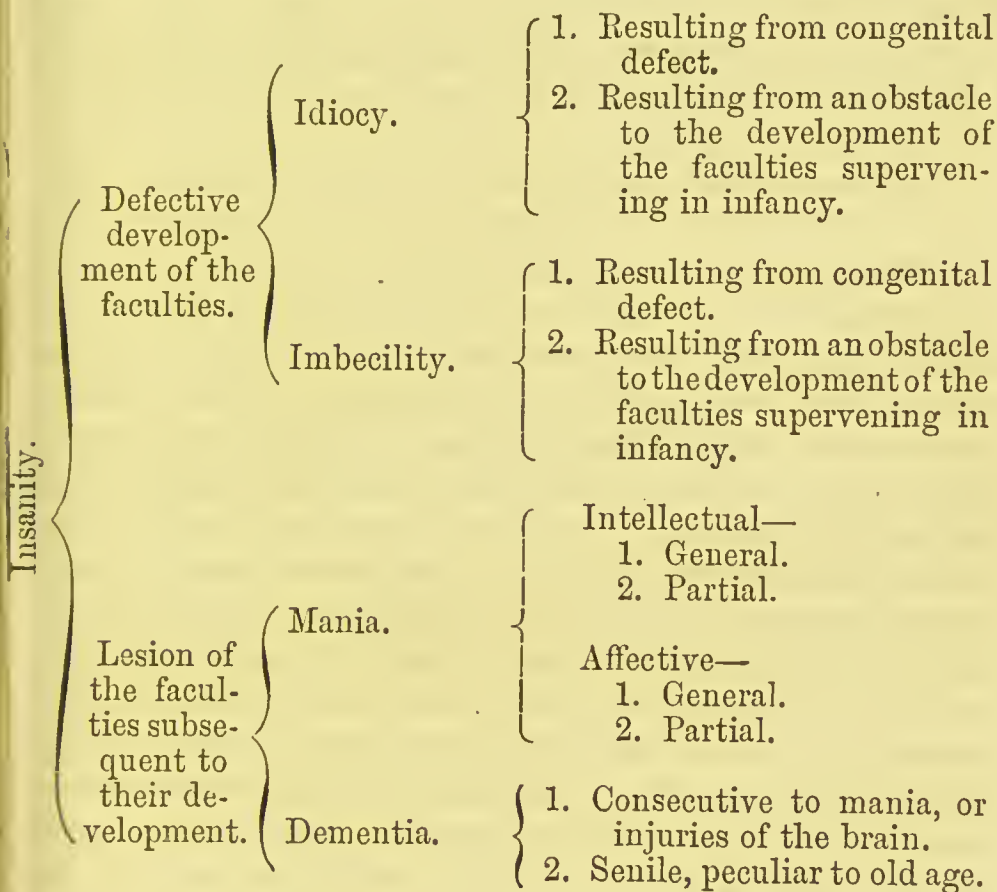 Insanity.
Defective
develop-
ment of the
faculties.
Idiocy.
1. Resulting from congenital
defect.
2. Resulting from an obstacle
to the development of
the faculties superven-
ing in infancy.
Imbecility.
1. Resulting from congenital
defect.
2. Resulting from an obstacle
to the development of the
faculties supervening in
infancy.
Lesion of
the facul-
ties subse-
quent to
their de-
velopment.
Mania.
Intellectual—
1. General.
2. Partial.
Affective—
1. General.
2. Partial.
Dementia.
1. Consecutive to mania, or
injuries of the brain.
2. Senile, peculiar to old age.